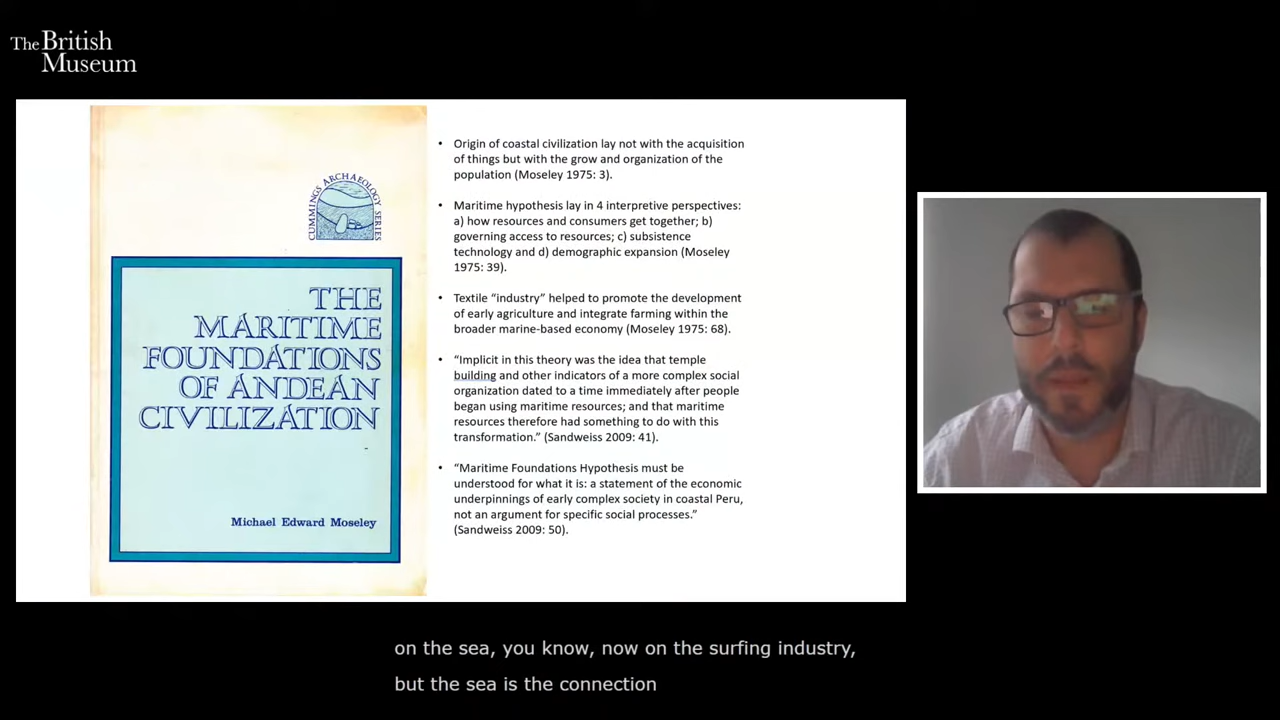 The British
Museum
CUMMINGS ARCHAEOLOGY SERIES
THE
MARITIME
FOUNDATIONS
OF ANDEAN
CIVILIZATION
Michael Edward Moseley
• Origin of coastal civilization lay not with the acquisition
of things but with the grow and organization of the
population (Moseley 1975: 3).
• Maritime hypothesis lay in 4 interpretive perspectives:
a) how resources and consumers get together; b)
governing access to resources; c) subsistence
technology and d) demographic expansion (Moseley
1975: 39).
• Textile “industry” helped to promote the development
of early agriculture and integrate farming within the
broader marine-based economy (Moseley 1975: 68).
• “Implicit in this theory was the idea that temple
building and other indicators of a more complex social
organization dated to a time immediately after people
began using maritime resources; and that maritime
resources therefore had something to do with this
transformation.” (Sandweiss 2009: 41).
• “Maritime Foundations Hypothesis must be
understood for what it is: a statement of the economic
underpinnings of early complex society in coastal Peru,
not an argument for specific social processes.”
(Sandweiss 2009: 50).
on the sea, you know, now on the surfing industry,
but the sea is the connection